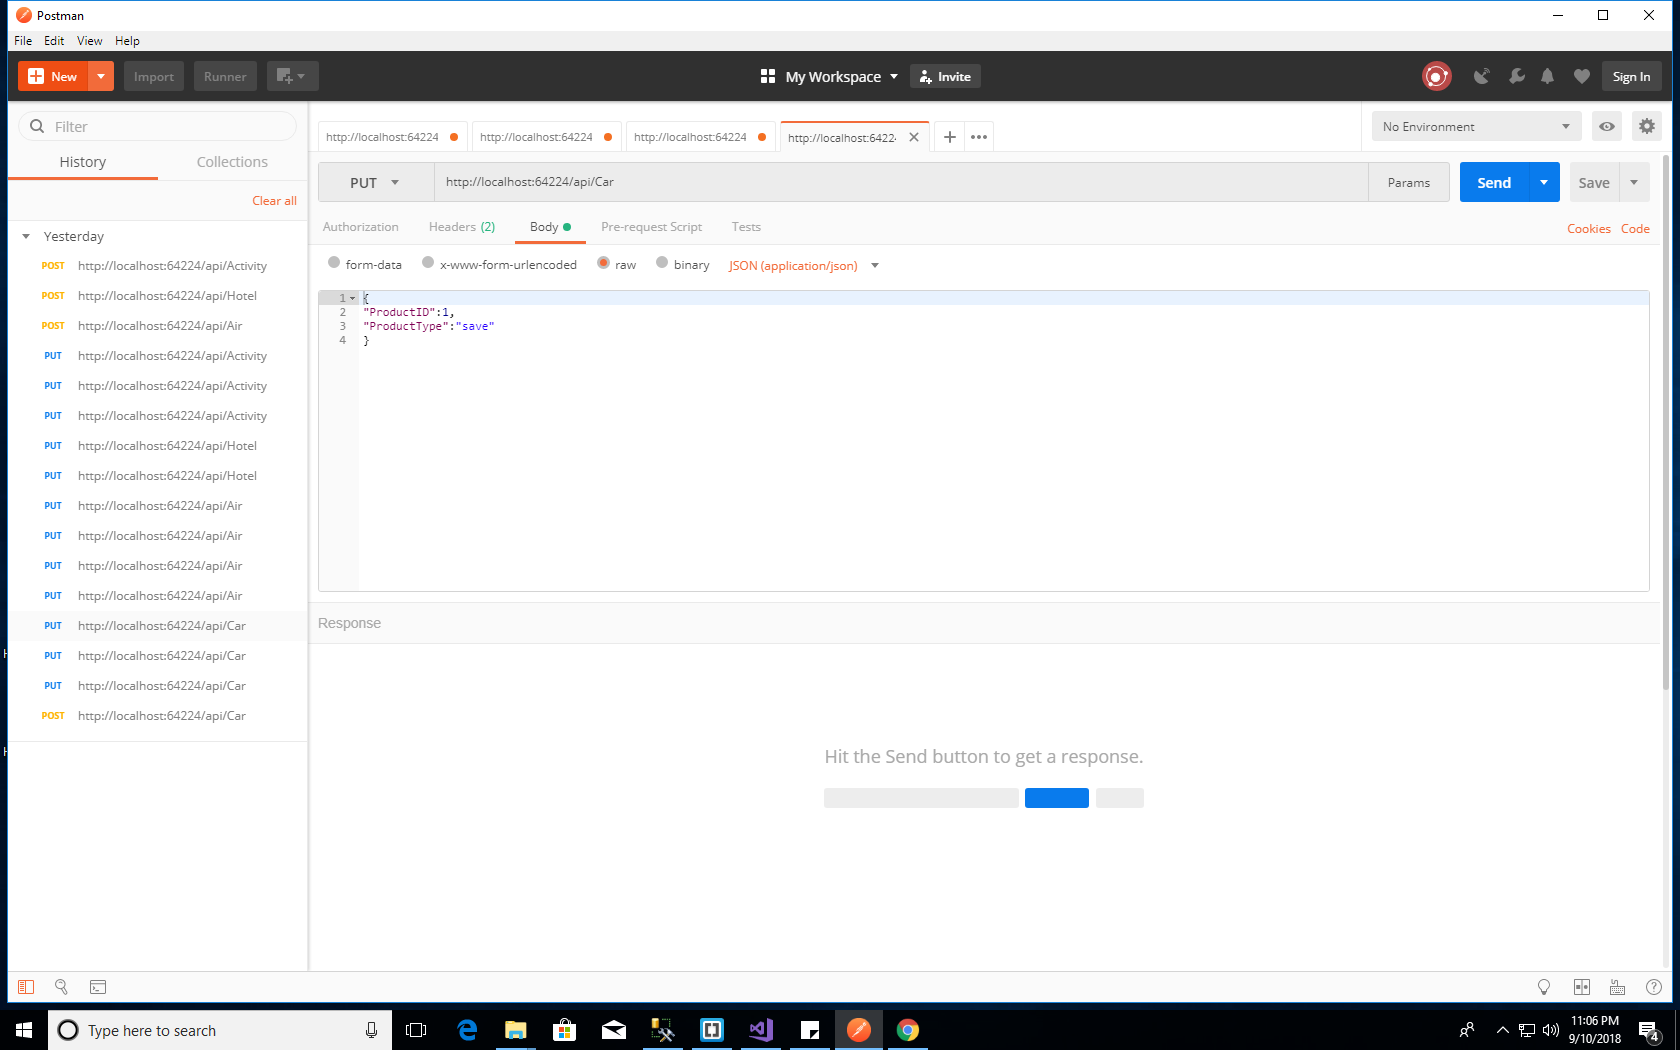 Postman
File Edit View Help
New Import Runner My Workspace Invite Sign In
Filter
History Collections
Clear all
Yesterday
POST http://localhost:64224/api/Activity
POST http://localhost:64224/api/Hotel
POST http://localhost:64224/api/Air
PUT http://localhost:64224/api/Activity
PUT http://localhost:64224/api/Activity
PUT http://localhost:64224/api/Activity
PUT http://localhost:64224/api/Hotel
PUT http://localhost:64224/api/Hotel
PUT http://localhost:64224/api/Air
PUT http://localhost:64224/api/Air
PUT http://localhost:64224/api/Air
PUT http://localhost:64224/api/Air
PUT http://localhost:64224/api/Car
PUT http://localhost:64224/api/Car
PUT http://localhost:64224/api/Car
POST http://localhost:64224/api/Car
http://localhost:64224 http://localhost:64224 http://localhost:64224 http://localhost:6422 No Environment
PUT http://localhost:64224/api/Car Params Send Save
Authorization Headers (2) Body Pre-request Script Tests Cookies Code
form-data x-www-form-urlencoded raw binary JSON (application/json)
1 {
2 "ProductID":1,
3 "ProductType":"save"
4 }
Response
Hit the Send button to get a response.
Type here to search
11:06 PM
9/10/2018
4